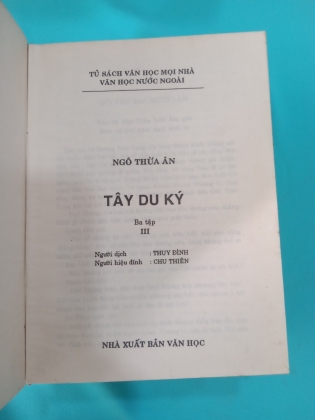 TỦ SÁCH VĂN HỌC MỌI NHÀ
VĂN HỌC NƯỚC NGOÀI
NGÔ THỪA ÂN
TÂY DU KÝ
Ba tập
III
Người dịch : THUỴ ĐÌNH
Người hiệu đính : CHU THIÊN
NHÀ XUẤT BẢN VĂN HỌC